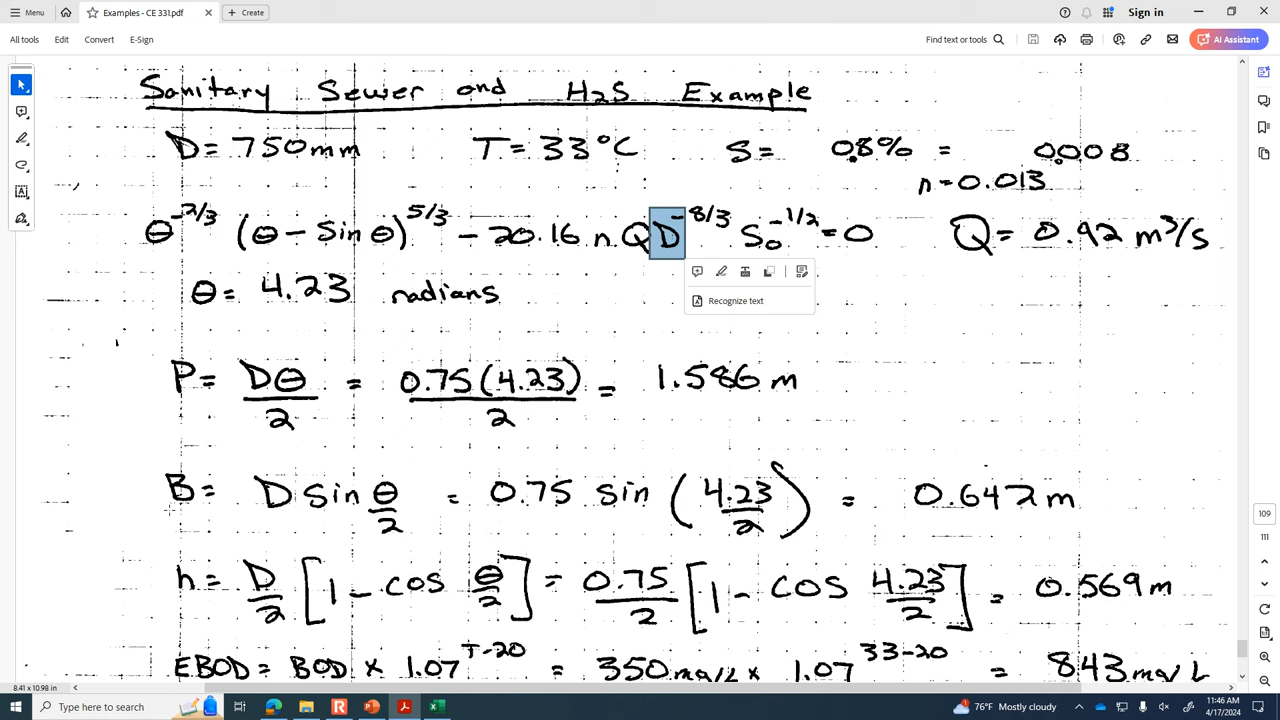 Menu
Examples - CE 331.pdf
Create
Sign in
All tools Edit Convert E-Sign
Find text or tools
AI Assistant
Sanitary Sewer and H2S Example
D = 750mm T = 33°C S = 0.8% = 0.008
n = 0.013
θ^-2/3 (θ - Sin θ)^5/3 - 20.16 n Q D^-8/3 S₀^-1/2 = 0 Q = 0.92 m³/s
Recognize text
θ = 4.23 radians
P = Dθ/2 = 0.75(4.23)/2 = 1.586 m
B = D Sin θ/2 = 0.75 sin (4.23/2) = 0.642 m
h = D/2 [1 - cos θ/2] = 0.75/2 [1 - cos 4.23/2] = 0.569 m
EBOD = BOD × 1.07^T-20 = 350 mg/L × 1.07^33-20 = 843 mg/L
109
111
8.41 x 10.98 in
Type here to search
76°F Mostly cloudy
11:46 AM
4/17/2024